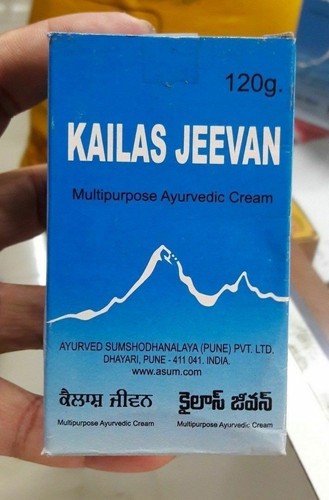 120g.
KAILAS JEEVAN
Multipurpose Ayurvedic Cream
AYURVED SUMSHODHANALAYA (PUNE) PVT. LTD.
DHAYARI, PUNE - 411 041. INDIA.
www.asum.com
ਕੈਲਾਸ਼ ਜੀਵਨ
Multipurpose Ayurvedic Cream
కైలాస్ జీవన్
Multipurpose Ayurvedic Cream